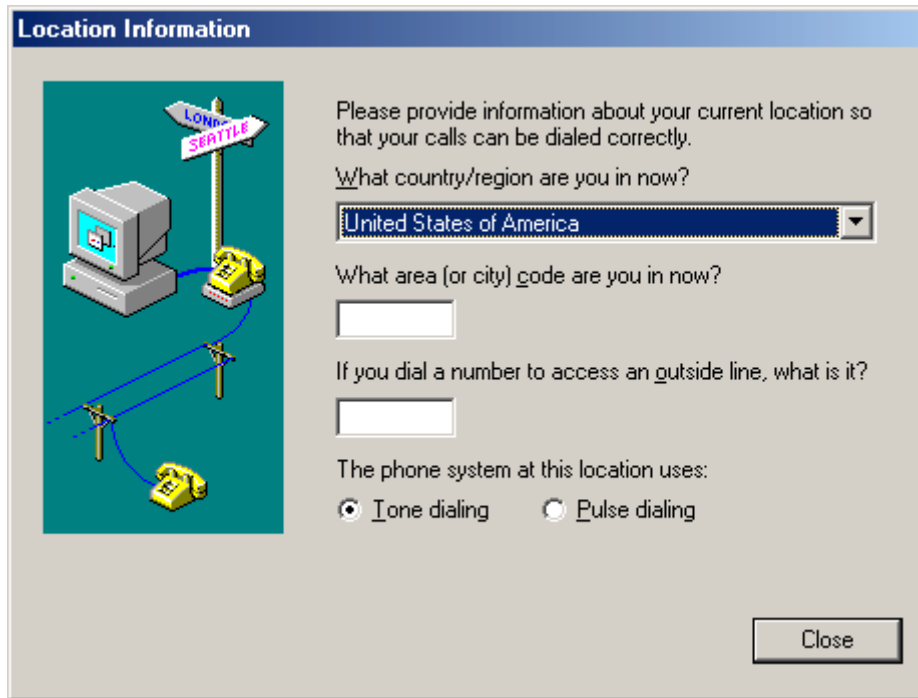 Location Information
LOND
SEATTLE
Please provide information about your current location so
that your calls can be dialed correctly.
What country/region are you in now?
United States of America
What area (or city) code are you in now?
If you dial a number to access an outside line, what is it?
The phone system at this location uses:
Tone dialing
Pulse dialing
Close